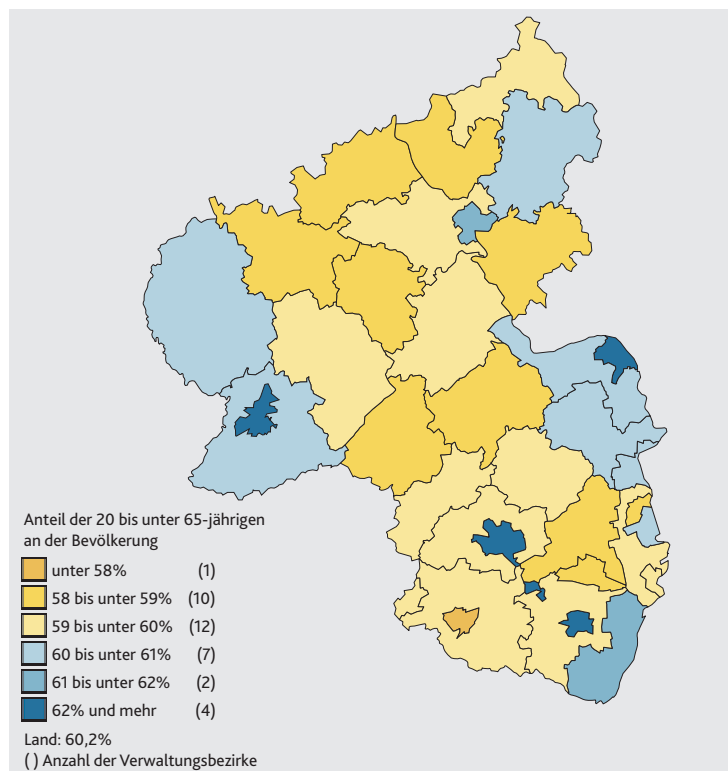 Anteil der 20 bis unter 65-jährigen
an der Bevölkerung
unter 58% (1)
58 bis unter 59% (10)
59 bis unter 60% (12)
60 bis unter 61% (7)
61 bis unter 62% (2)
62% und mehr (4)
Land: 60,2%
( ) Anzahl der Verwaltungsbezirke